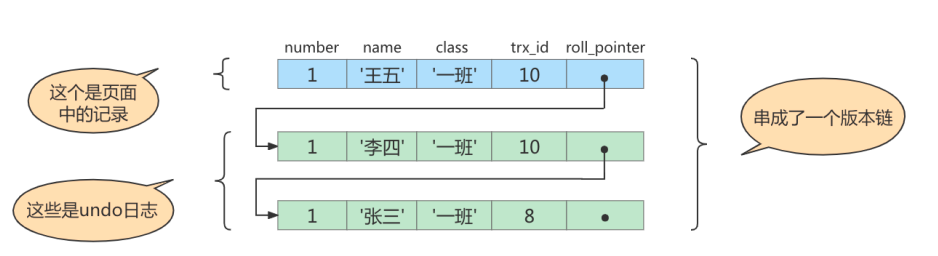 number name class trx_id roll_pointer
1 '王五' '一班' 10
这个是页面
中的记录
串成了一个版本链
1 '李四' '一班' 10
这些是undo日志
1 '张三' '一班' 8